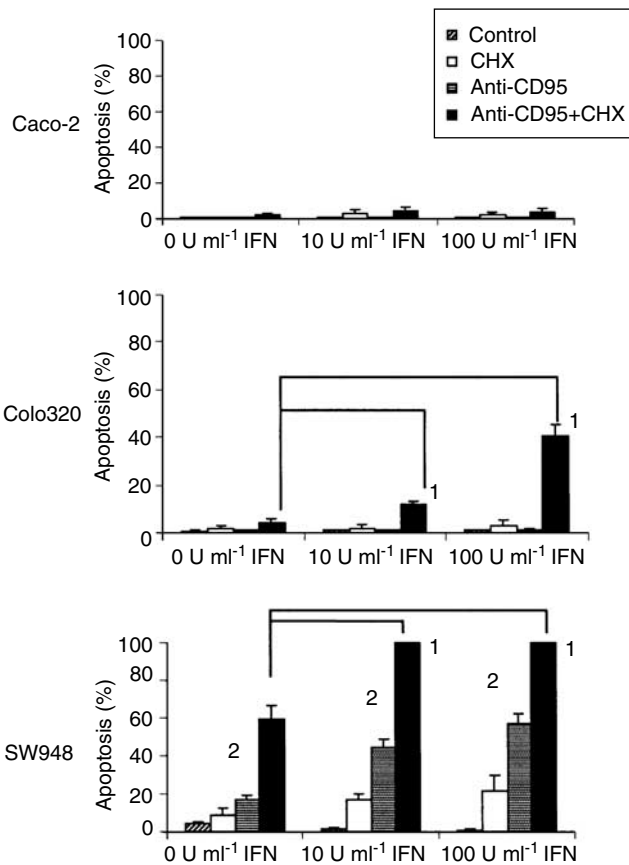 Control
CHX
Anti-CD95
Anti-CD95+CHX
Caco-2
Apoptosis (%)
100
80
60
40
20
0
0 U ml⁻¹ IFN 10 U ml⁻¹ IFN 100 U ml⁻¹ IFN
Colo320
Apoptosis (%)
100
80
60
40
20
0
1
1
0 U ml⁻¹ IFN 10 U ml⁻¹ IFN 100 U ml⁻¹ IFN
SW948
Apoptosis (%)
100
80
60
40
20
0
2
2
1
2
1
0 U ml⁻¹ IFN 10 U ml⁻¹ IFN 100 U ml⁻¹ IFN